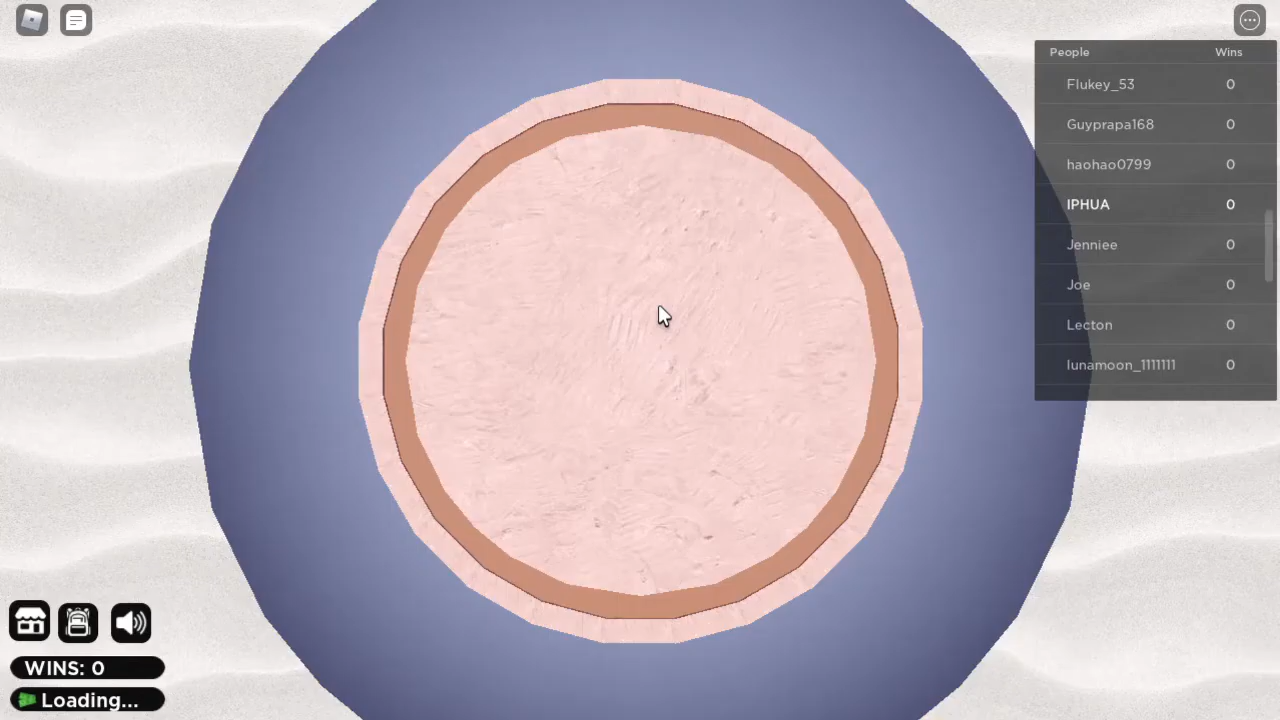 People Wins
Flukey_53 0
Guyprapa168 0
haohao0799 0
IPHUA 0
Jenniee 0
Joe 0
Lecton 0
lunamoon_1111111 0
WINS: 0
Loading...